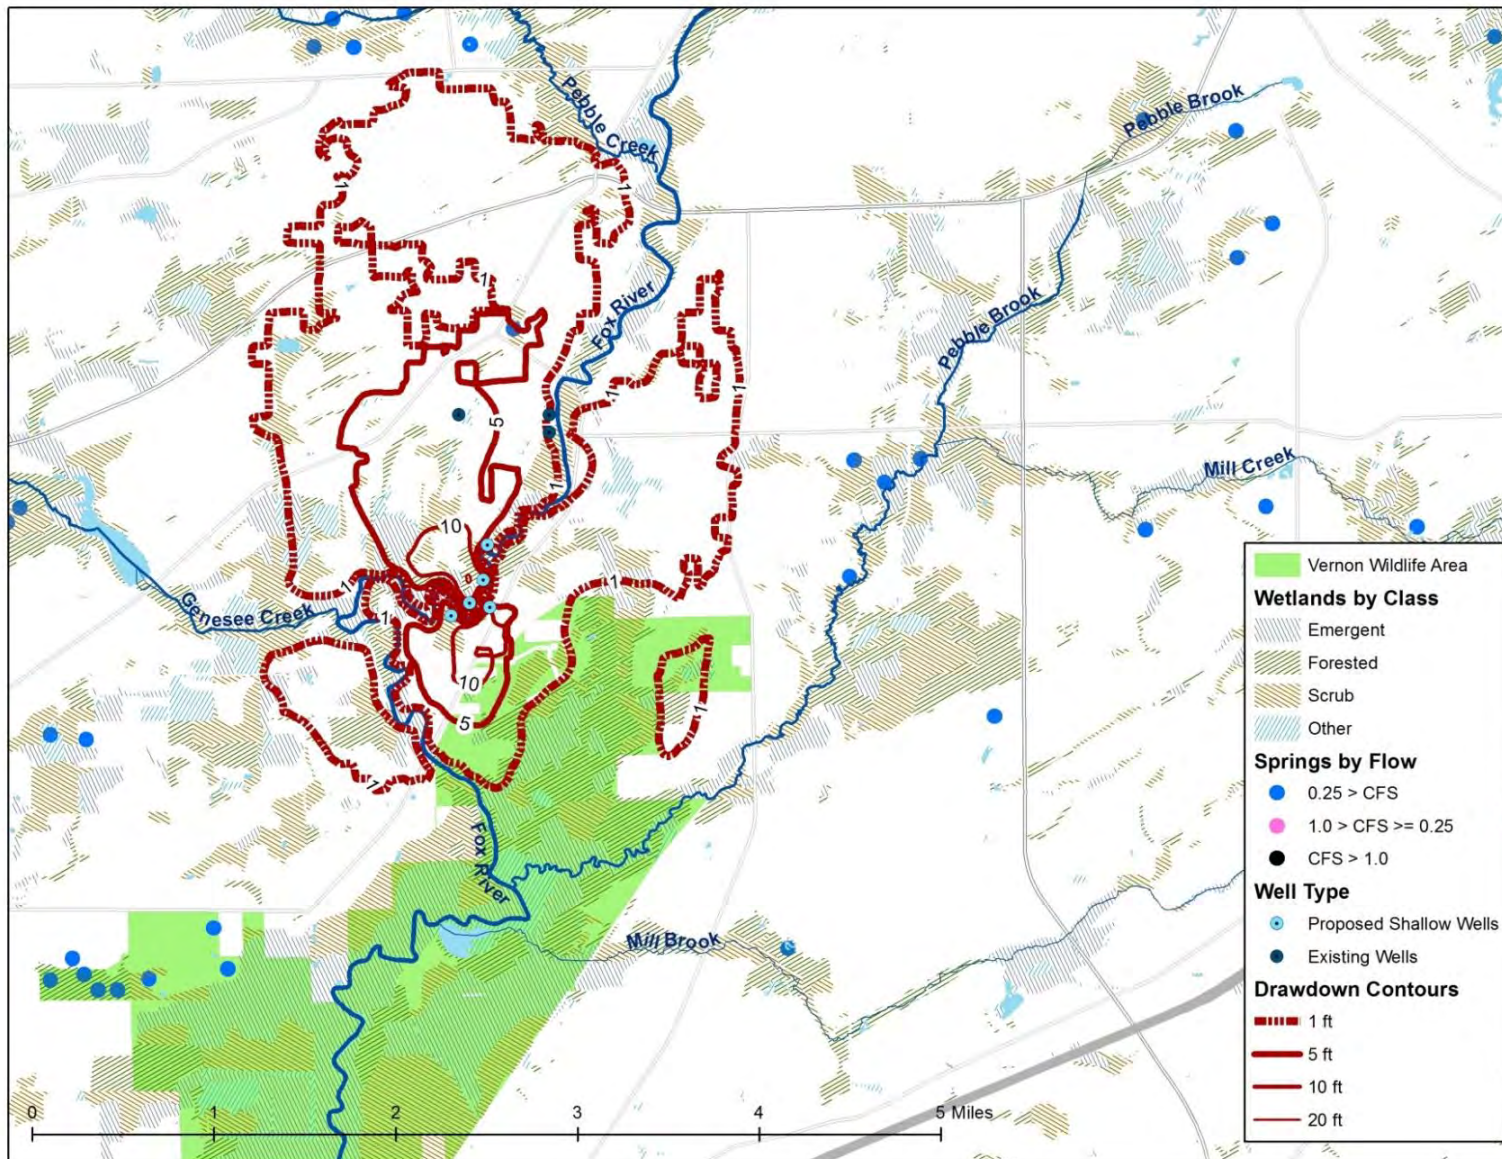 Pebble Creek
Pebble Brook
1
1
1
Fox River
Pebble Brook
1
1
5
1
Mill Creek
10
Genesee Creek
1
1
1
10
5
1
1
Fox River
Mill Brook
0 1 2 3 4 5 Miles
Vernon Wildlife Area
Wetlands by Class
Emergent
Forested
Scrub
Other
Springs by Flow
0.25 > CFS
1.0 > CFS >= 0.25
CFS > 1.0
Well Type
Proposed Shallow Wells
Existing Wells
Drawdown Contours
1 ft
5 ft
10 ft
20 ft